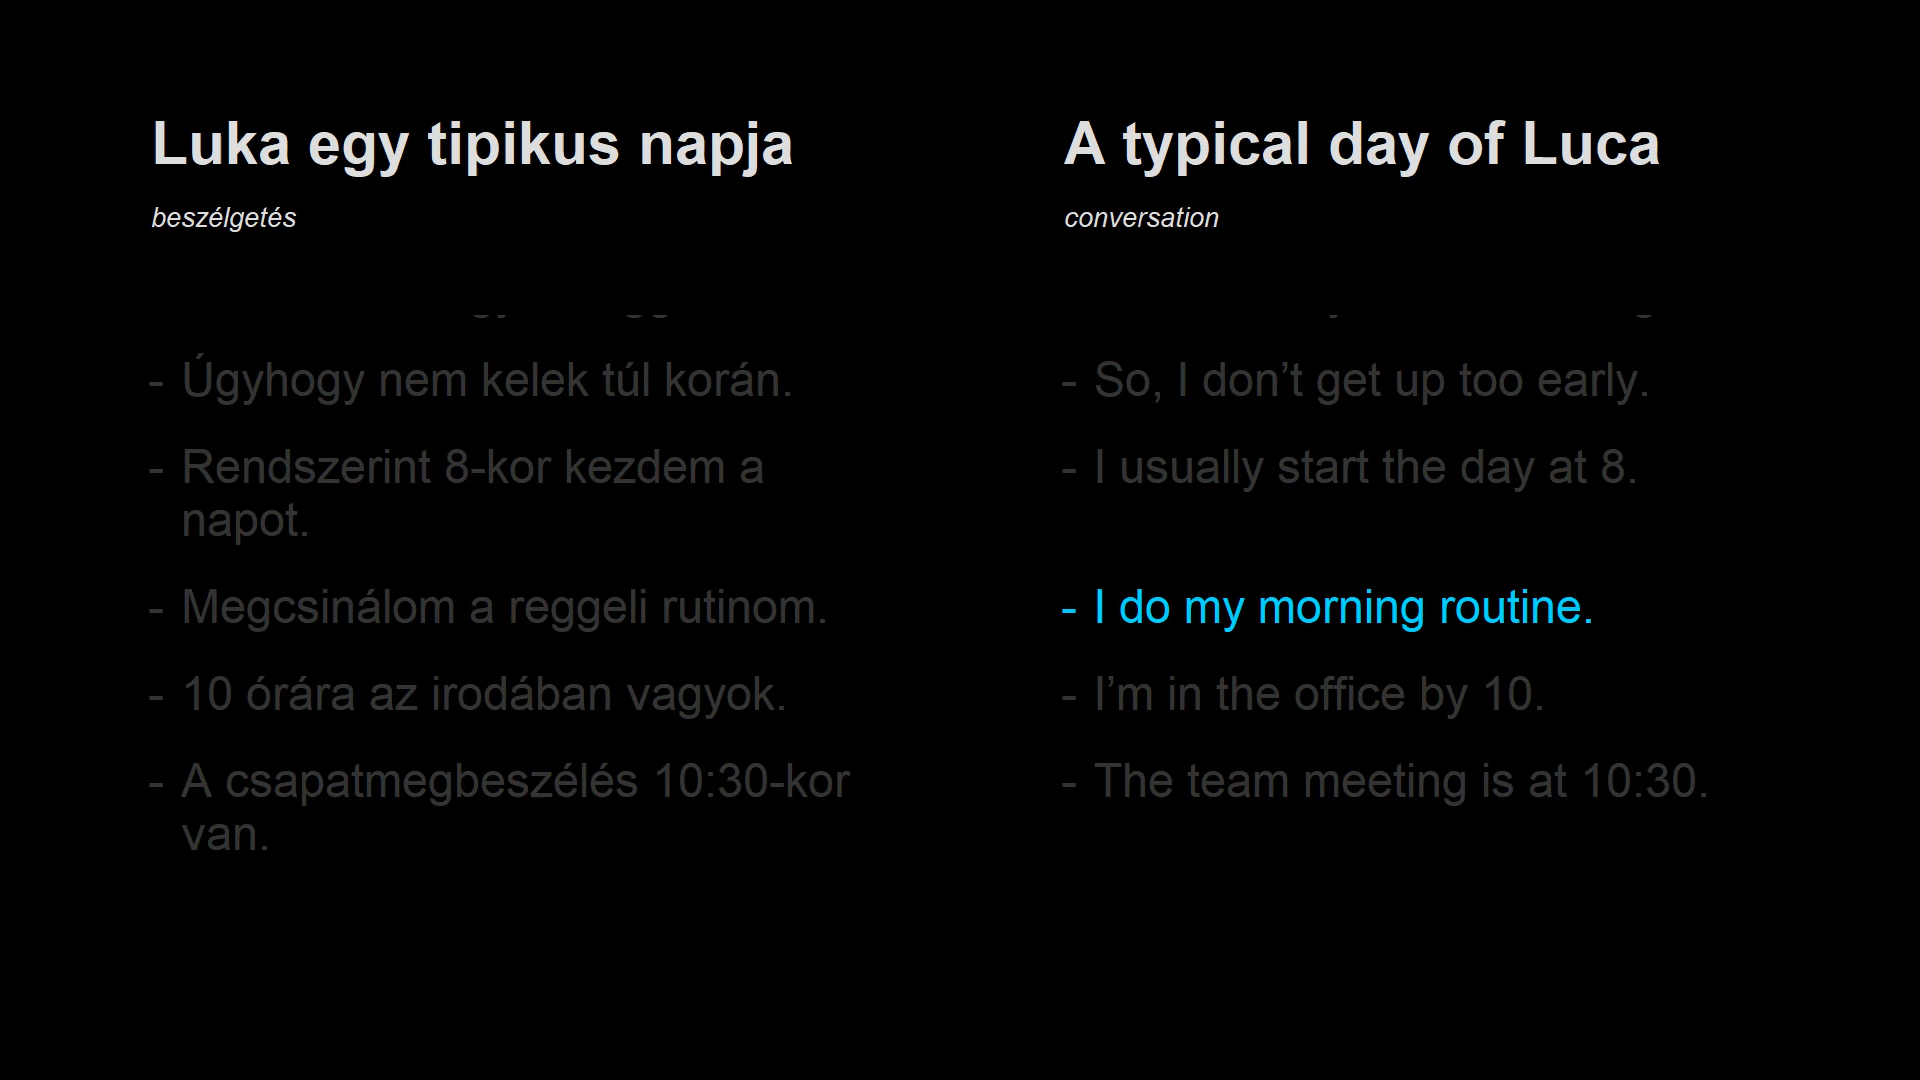 Luka egy tipikus napja
beszélgetés
- Úgyhogy nem kelek túl korán.
- Rendszerint 8-kor kezdem a
napot.
- Megcsinálom a reggeli rutinom.
- 10 órára az irodában vagyok.
- A csapatmegbeszélés 10:30-kor
van.
A typical day of Luca
conversation
- So, I don’t get up too early.
- I usually start the day at 8.
- I do my morning routine.
- I’m in the office by 10.
- The team meeting is at 10:30.